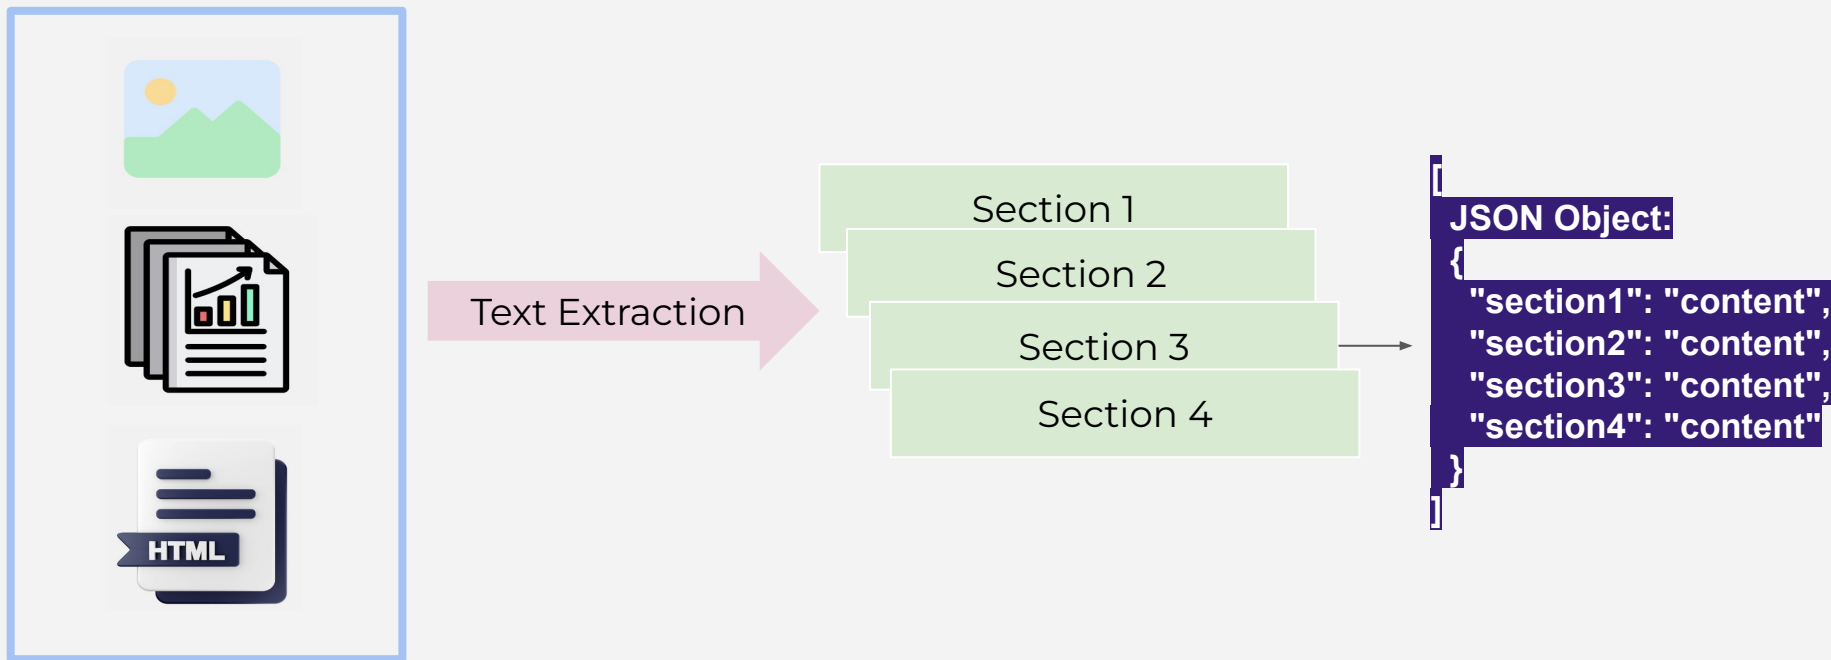 HTML
Text Extraction
Section 1
Section 2
Section 3
Section 4
[
JSON Object:
{
"section1": "content",
"section2": "content",
"section3": "content",
"section4": "content"
}
]